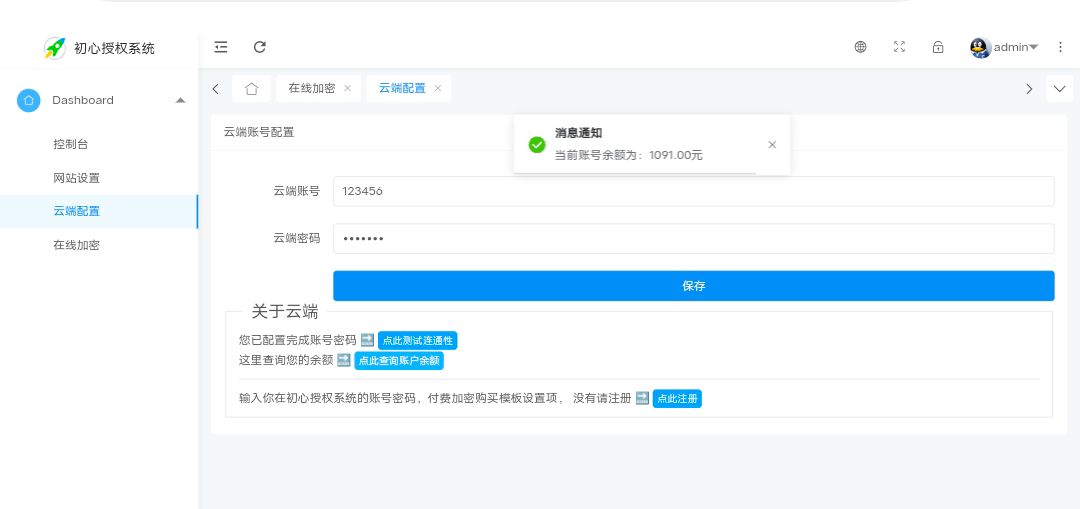 初心授权系统
admin
Dashboard
在线加密
云端配置
控制台
网站设置
云端配置
在线加密
云端账号配置
消息通知
当前账号余额为：1091.00元
云端账号
123456
云端密码
•••••••
保存
关于云端
您已配置完成账号密码 ➡️ 点此测试连通性
这里查询您的余额 ➡️ 点此查询账户余额
输入你在初心授权系统的账号密码，付费加密购买模板设置项， 没有请注册 ➡️ 点此注册